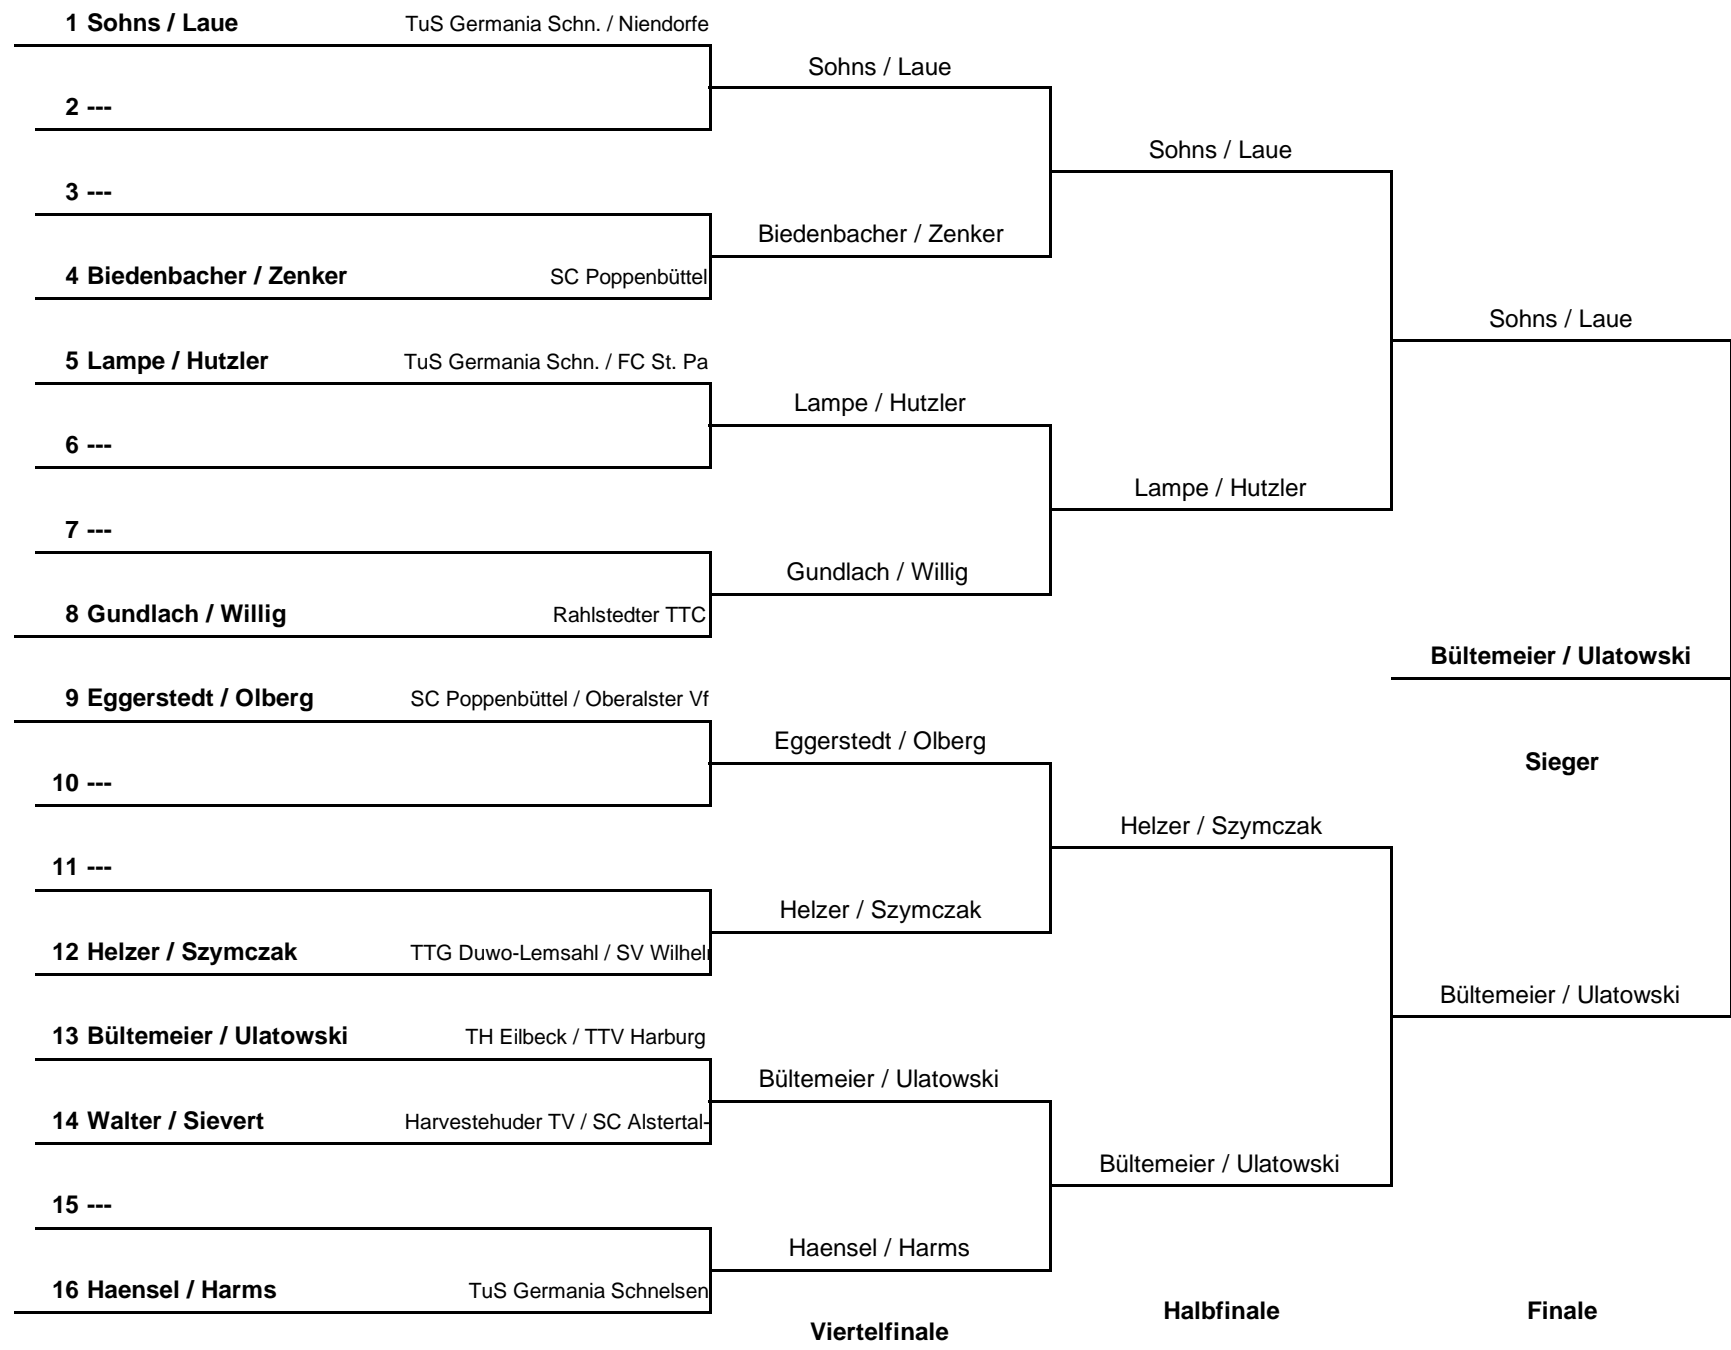 1 Sohns / Laue TuS Germania Schn. / Niendorfe
Sohns / Laue
2 ---
Sohns / Laue
3 ---
Biedenbacher / Zenker
4 Biedenbacher / Zenker SC Poppenbüttel
Sohns / Laue
5 Lampe / Hutzler TuS Germania Schn. / FC St. Pa
Lampe / Hutzler
6 ---
Lampe / Hutzler
7 ---
Gundlach / Willig
8 Gundlach / Willig Rahlstedter TTC
Bültemeier / Ulatowski
9 Eggerstedt / Olberg SC Poppenbüttel / Oberalster Vf
Eggerstedt / Olberg
Sieger
10 ---
Helzer / Szymczak
11 ---
Helzer / Szymczak
12 Helzer / Szymczak TTG Duwo-Lemsahl / SV Wilhel
Bültemeier / Ulatowski
13 Bültemeier / Ulatowski TH Eilbeck / TTV Harburg
Bültemeier / Ulatowski
14 Walter / Sievert Harvestehuder TV / SC Alstertal-
Bültemeier / Ulatowski
15 ---
Haensel / Harms
16 Haensel / Harms TuS Germania Schnelsen
Halbfinale Finale
Viertelfinale